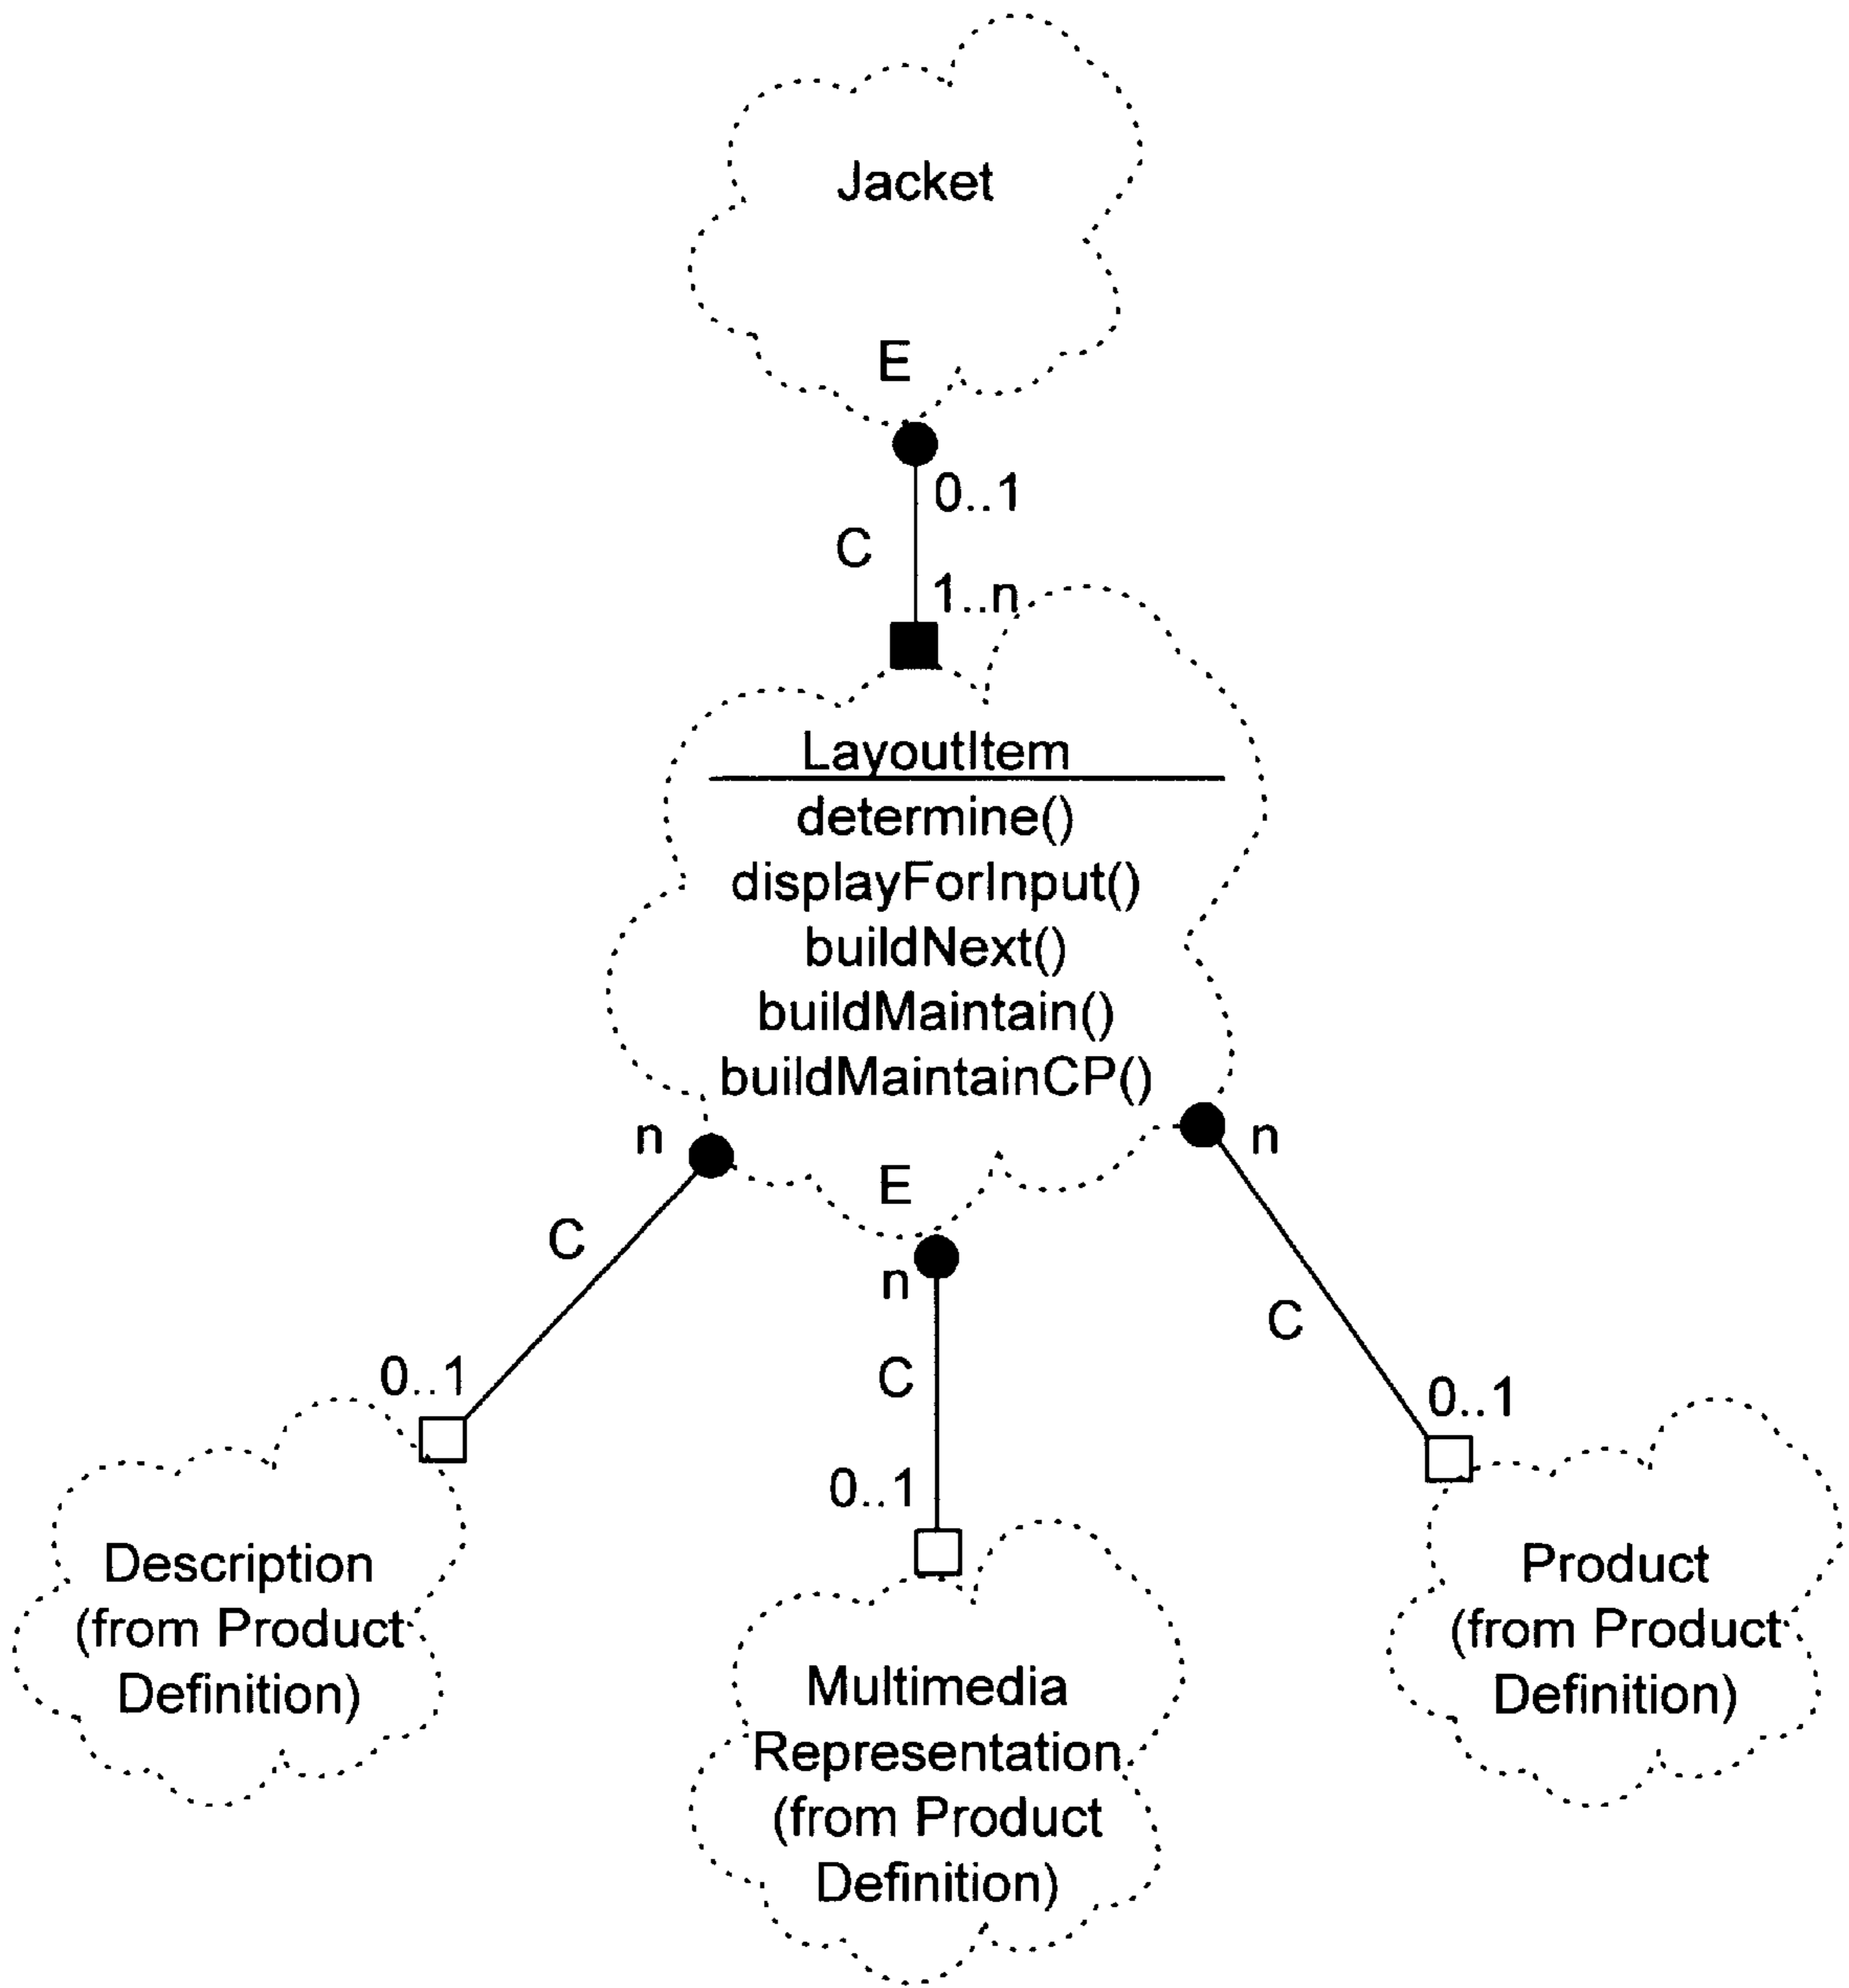 Jacket
E
0..1
C
1..n
LayoutItem
determine()
displayForInput()
buildNext()
buildMaintain()
buildMaintainCP()
n
n
E
C
n
C
C
0..1
0..1
0..1
Description
(from Product
Definition)
Multimedia
Representation
(from Product
Definition)
Product
(from Product
Definition)